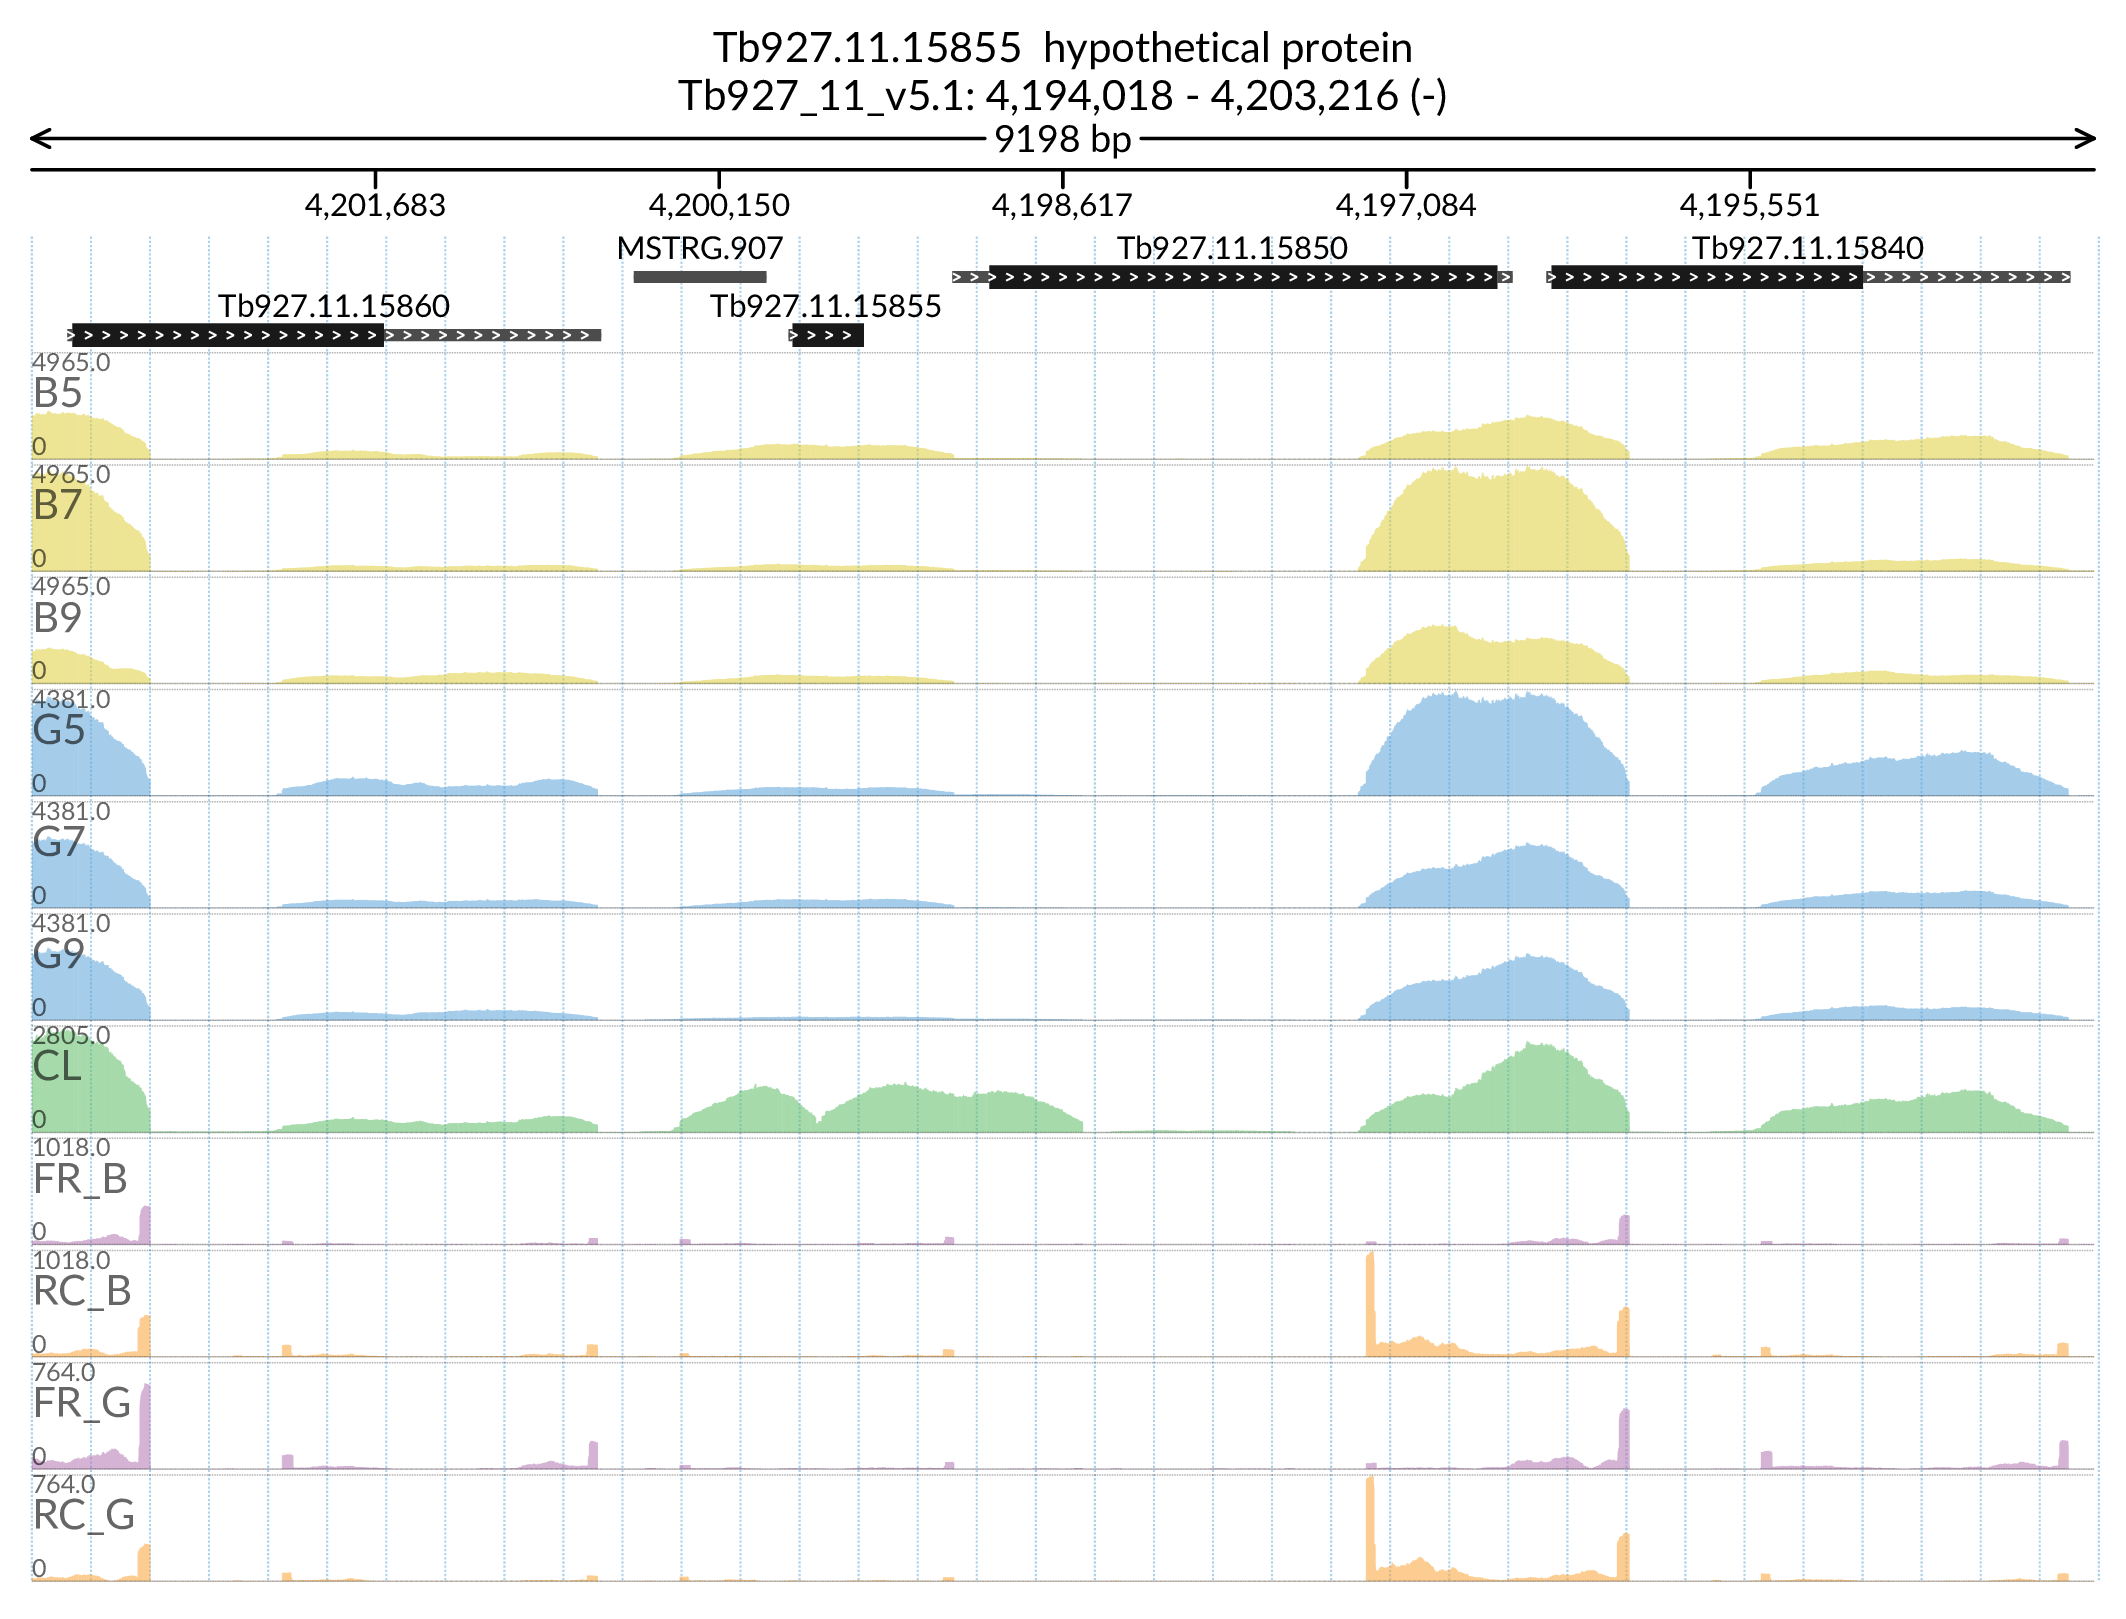 Tb927.11.15855 hypothetical protein
Tb927_11_v5.1: 4,194,018 - 4,203,216 (-)
9198 bp
4,201,683 4,200,150 4,198,617 4,197,084 4,195,551
MSTRG.907 Tb927.11.15850 Tb927.11.15840
Tb927.11.15860 Tb927.11.15855
4965.0
B5
0
4965.0
B7
0
4965.0
B9
0
4381.0
G5
0
4381.0
G7
0
4381.0
G9
0
2805.0
CL
0
1018.0
FR_B
0
1018.0
RC_B
0
764.0
FR_G
0
764.0
RC_G
0